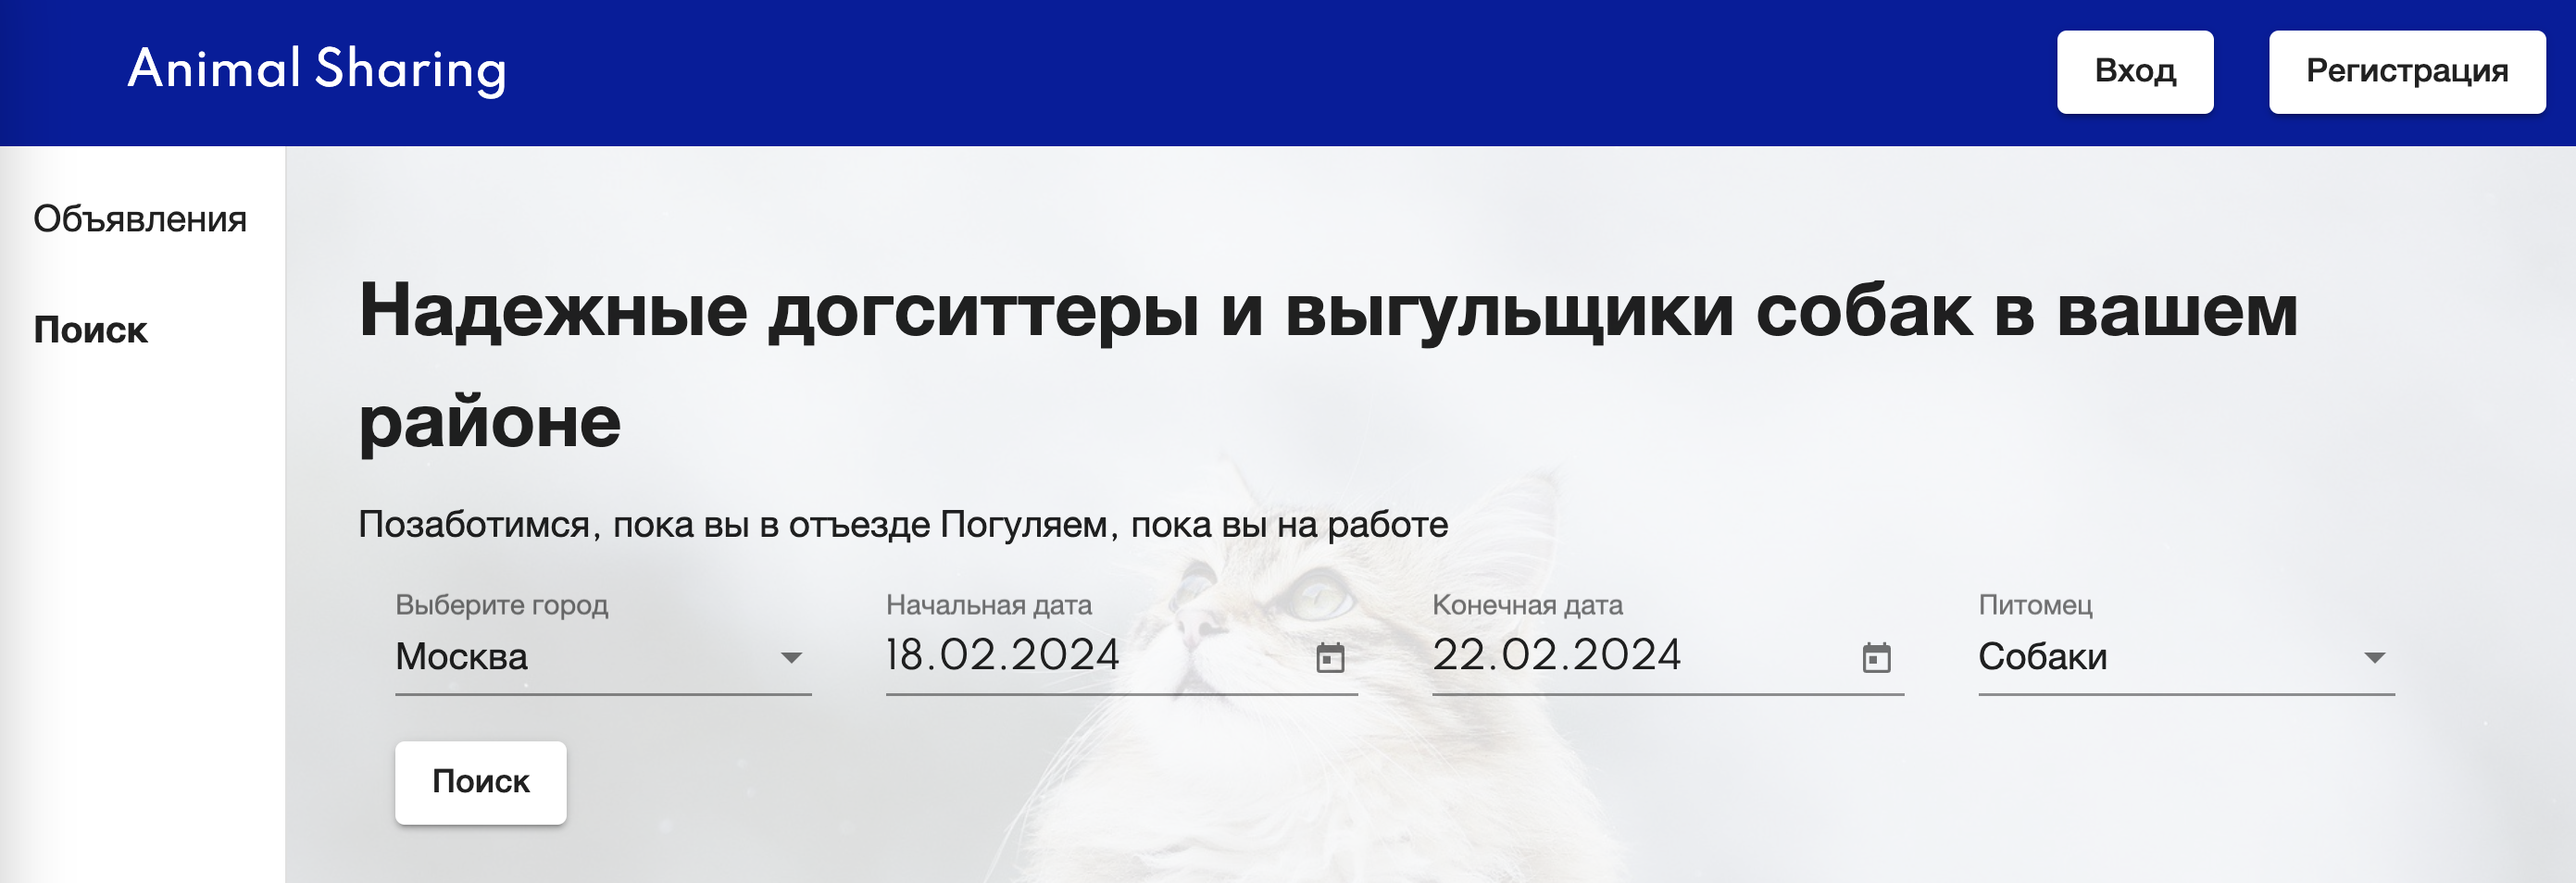 Animal Sharing
Вход
Регистрация
Объявления
Поиск
Надежные догситтеры и выгульщики собак в вашем
районе
Позаботимся, пока вы в отъезде Погуляем, пока вы на работе
Выберите город
Москва
Начальная дата
18.02.2024
Конечная дата
22.02.2024
Питомец
Собаки
Поиск